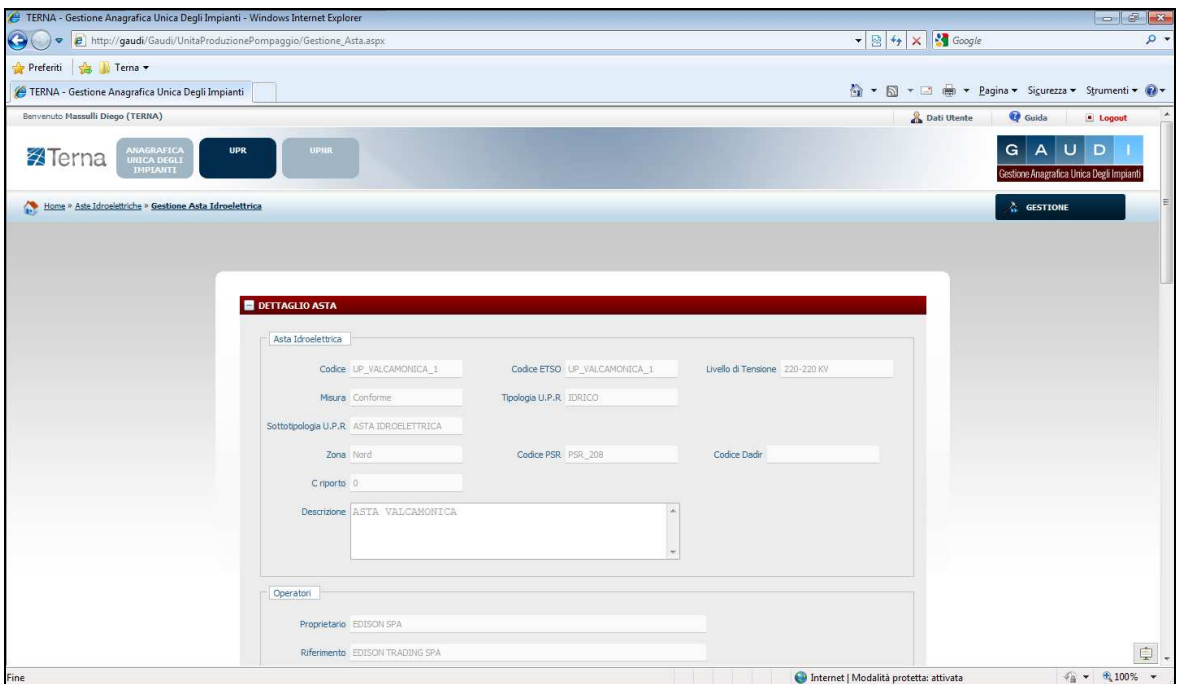 TERNA - Gestione Anagrafica Unica Degli Impianti - Windows Internet Explorer
http://gaudi/Gaudi/UnitaProduzionePompaggio/Gestione_Asta.aspx
Google
Preferiti Terna
TERNA - Gestione Anagrafica Unica Degli Impianti
Pagina Sicurezza Strumenti
Benvenuto Massulli Diego (TERNA)
Dati Utente Guida Logout
Terna
ANAGRAFICA UNICA DEGLI IMPIANTI
UPR
UPNR
GAUDI
Gestione Anagrafica Unica Degli Impianti
Home » Aste Idroelettriche » Gestione Asta Idroelettrica
GESTIONE
DETTAGLIO ASTA
Asta Idroelettrica
Codice UP_VALCAMONICA_1 Codice ETSO UP_VALCAMONICA_1 Livello di Tensione 220-220 KV
Misura Conforme Tipologia U.P.R IDRICO
Sottotipologia U.P.R ASTA IDROELETTRICA
Zona Nord Codice PSR PSR_208 Codice Dadir
C riporto 0
Descrizione ASTA VALCAMONICA
Operatori
Proprietario EDISON SPA
Riferimento EDISON TRADING SPA
Fine Internet | Modalità protetta: attivata 100%